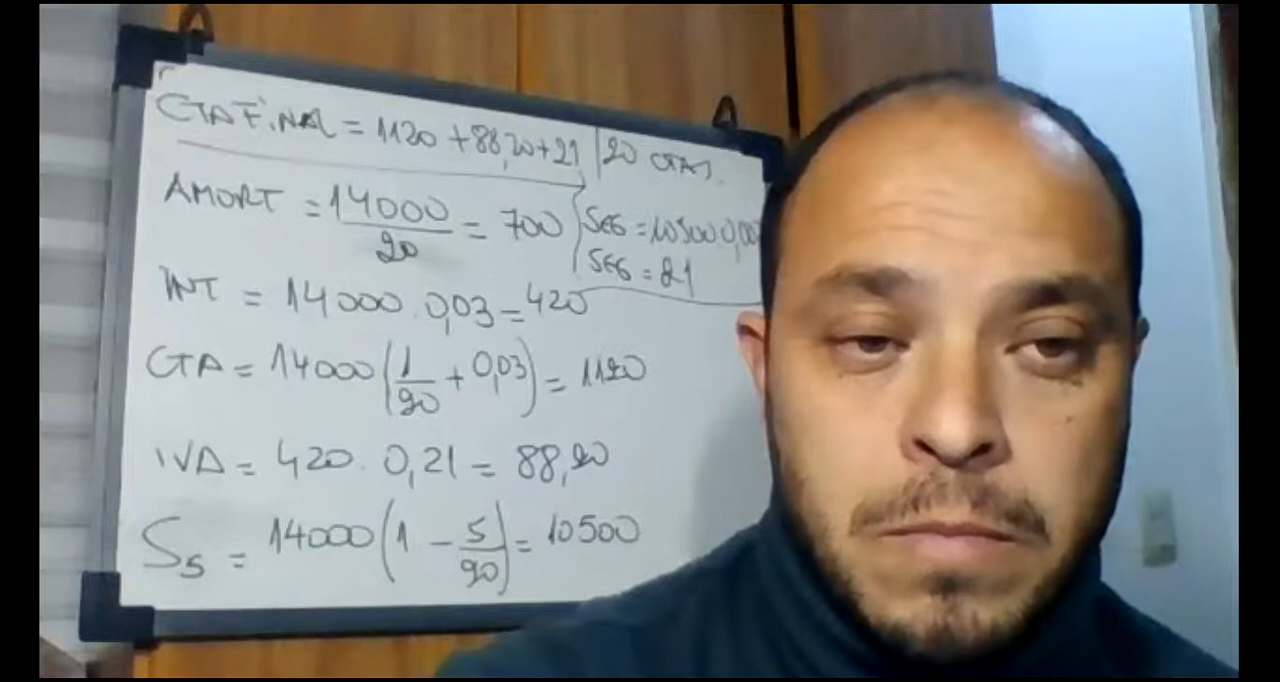 CTA FiNAL = 1120 + 88,20 + 21 | 20 CTAS.
AMORT = 14000 / 20 = 700
SEG = 10500.0,00
SEG = 21
INT = 14000 . 0,03 = 420
CTA = 14000 (1/20 + 0,03) = 1120
IVA = 420 . 0,21 = 88,20
S5 = 14000 (1 - 5/20) = 10500